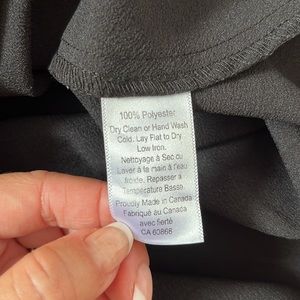 100% Polyester
Dry Clean or Hand Wash
Cold. Lay Flat to Dry
Low Iron.
Nettoyage à Sec ou
Laver à la main à l'eau
froide. Repasser à
Température Basse.
Proudly Made in Canada
Fabriqué au Canada
avec fierté
CA 60868